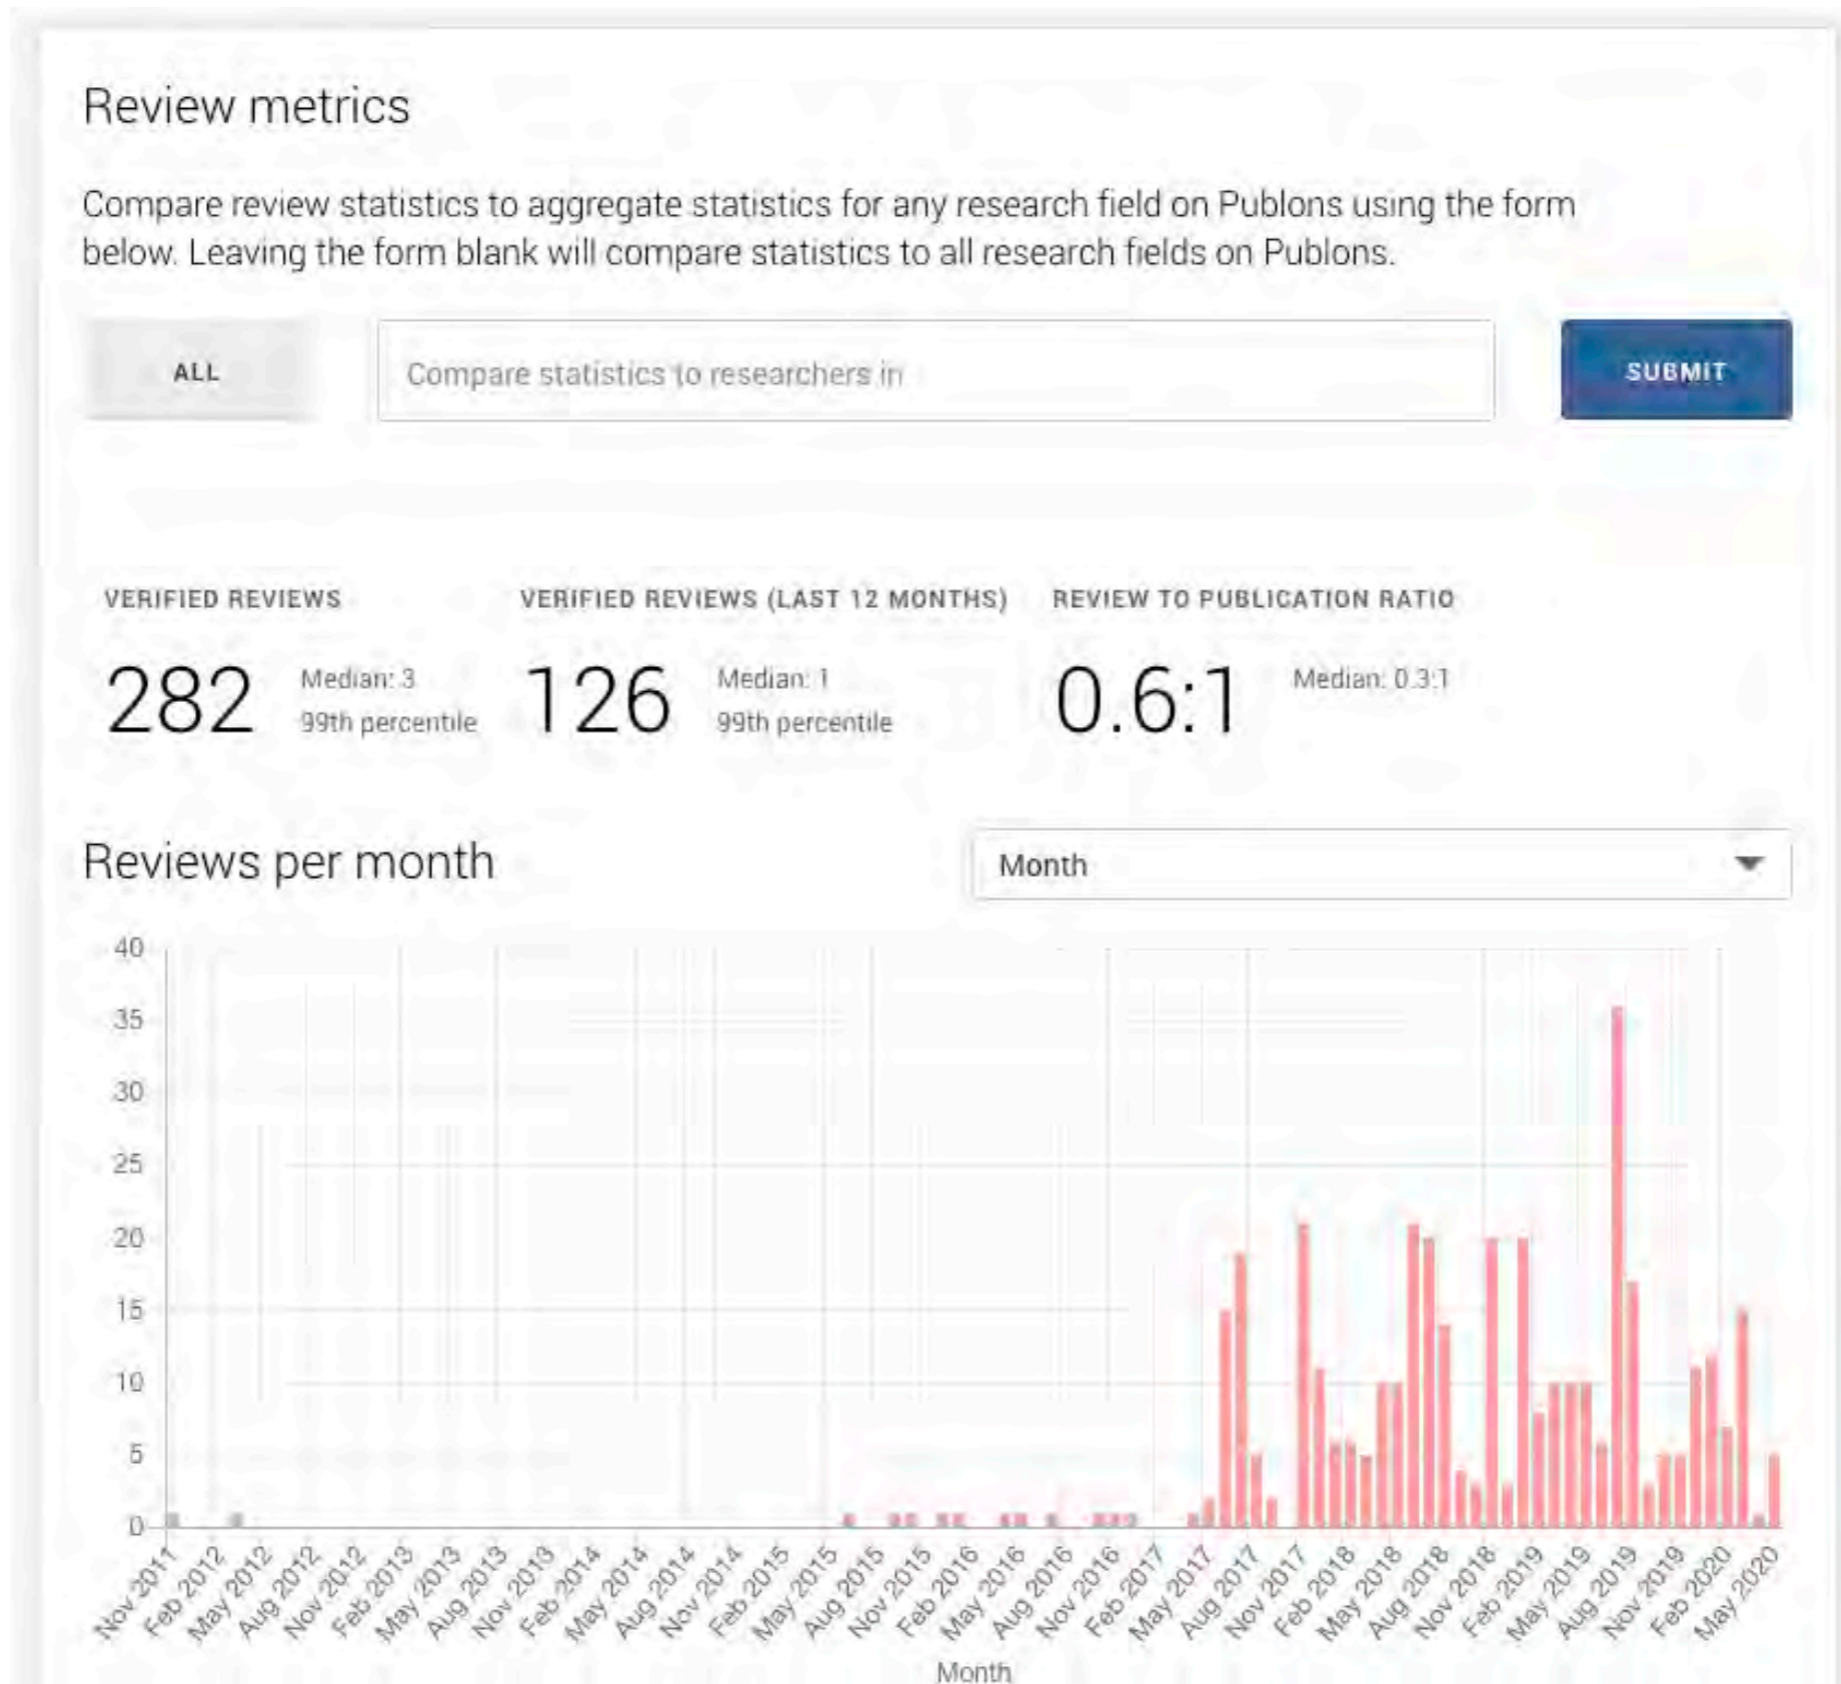 Review metrics
Compare review statistics to aggregate statistics for any research field on Publons using the form
below. Leaving the form blank will compare statistics to all research fields on Publons.
ALL
Compare statistics to researchers in
SUBMIT
VERIFIED REVIEWS
282
Median: 3
99th percentile
VERIFIED REVIEWS (LAST 12 MONTHS)
126
Median: 1
99th percentile
REVIEW TO PUBLICATION RATIO
0.6:1
Median: 0.3:1
Reviews per month
Month
40
35
30
25
20
15
10
5
0
Nov 2011
Feb 2012
May 2012
Aug 2012
Nov 2012
Feb 2013
May 2013
Aug 2013
Nov 2013
Feb 2014
May 2014
Aug 2014
Nov 2014
Feb 2015
May 2015
Aug 2015
Nov 2015
Feb 2016
May 2016
Aug 2016
Nov 2016
Feb 2017
May 2017
Aug 2017
Nov 2017
Feb 2018
May 2018
Aug 2018
Nov 2018
Feb 2019
May 2019
Aug 2019
Nov 2019
Feb 2020
May 2020
Month